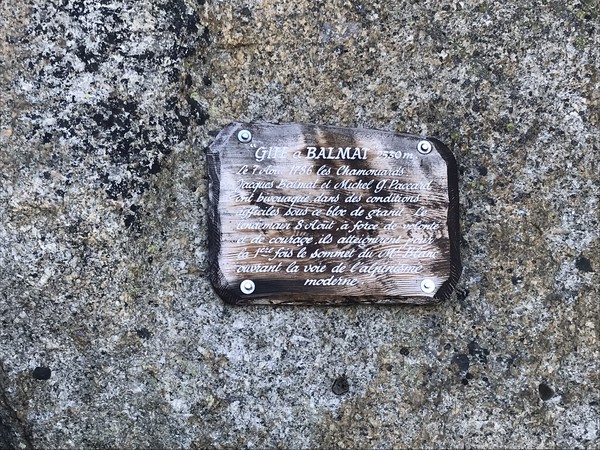 GITE à BALMAT 2530m.
Le 7 Août 1786 les Chamoniards
Jacques Balmat et Michel G. Paccard
ont bivouaqué, dans des conditions
difficiles sous ce bloc de granit. Le
lendemain 8 Août, à force de volonté
et de courage, ils atteignirent pour
la 1ère fois le sommet du Mt Blanc
ouvrant la voie de l'alpinisme
moderne